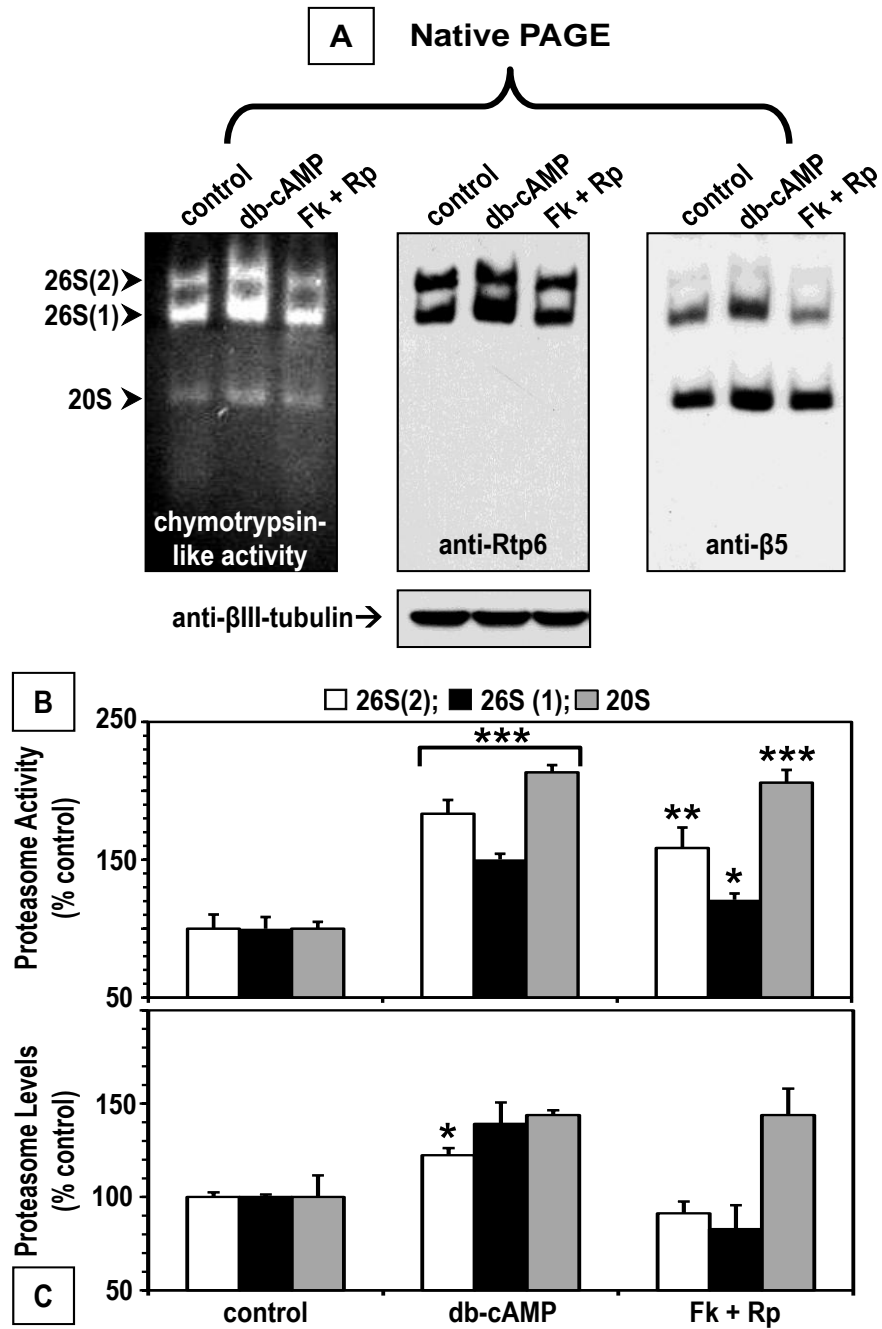 A Native PAGE
control db-cAMP Fk + Rp control db-cAMP Fk + Rp control db-cAMP Fk + Rp
26S(2)
26S(1)
20S
chymotrypsin-
like activity
anti-Rtp6
anti-β5
anti-βIII-tubulin→
B
26S(2); 26S (1); 20S
Proteasome Activity
(% control)
250
150
50
***
**
*
***
Proteasome Levels
(% control)
150
100
50
*
C
control db-cAMP Fk + Rp